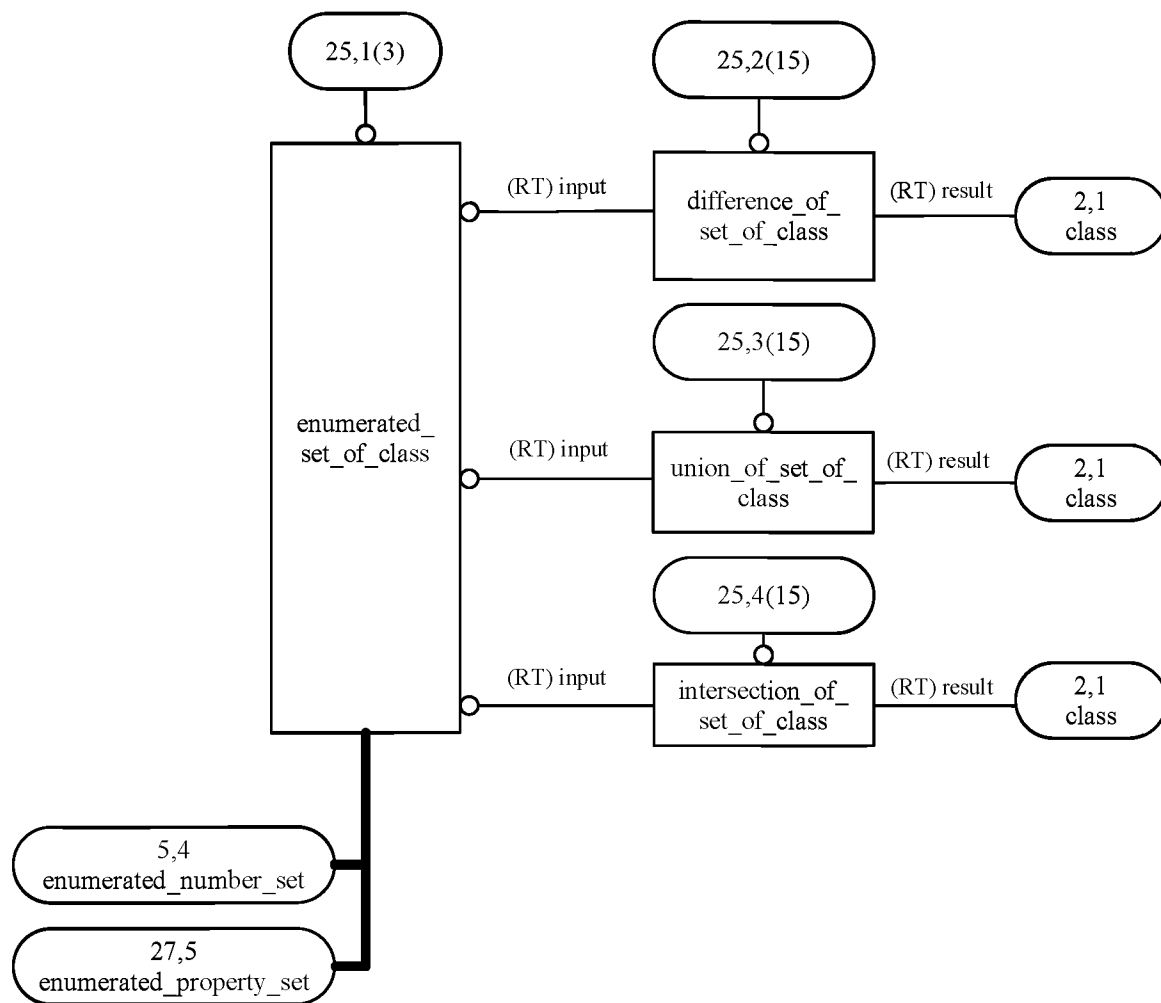 25,1(3)
25,2(15)
(RT) input
difference_of_
set_of_class
(RT) result
2,1
class
25,3(15)
enumerated_
set_of_class
(RT) input
union_of_set_of_
class
(RT) result
2,1
class
25,4(15)
(RT) input
intersection_of_
set_of_class
(RT) result
2,1
class
5,4
enumerated_number_set
27,5
enumerated_property_set